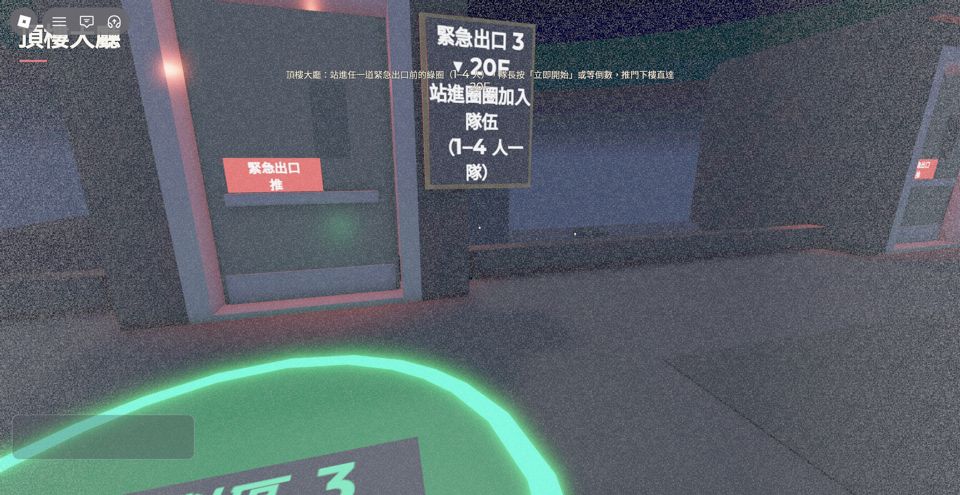 頂樓大廳
緊急出口 3
▼20F
站進圈圈加入
隊伍
（1–4 人一
隊）
頂樓大廳：站進任一道緊急出口前的綠圈（1–4
隊長按「立即開始」或等倒數，推門下樓直達
20F
緊急出口
推
3